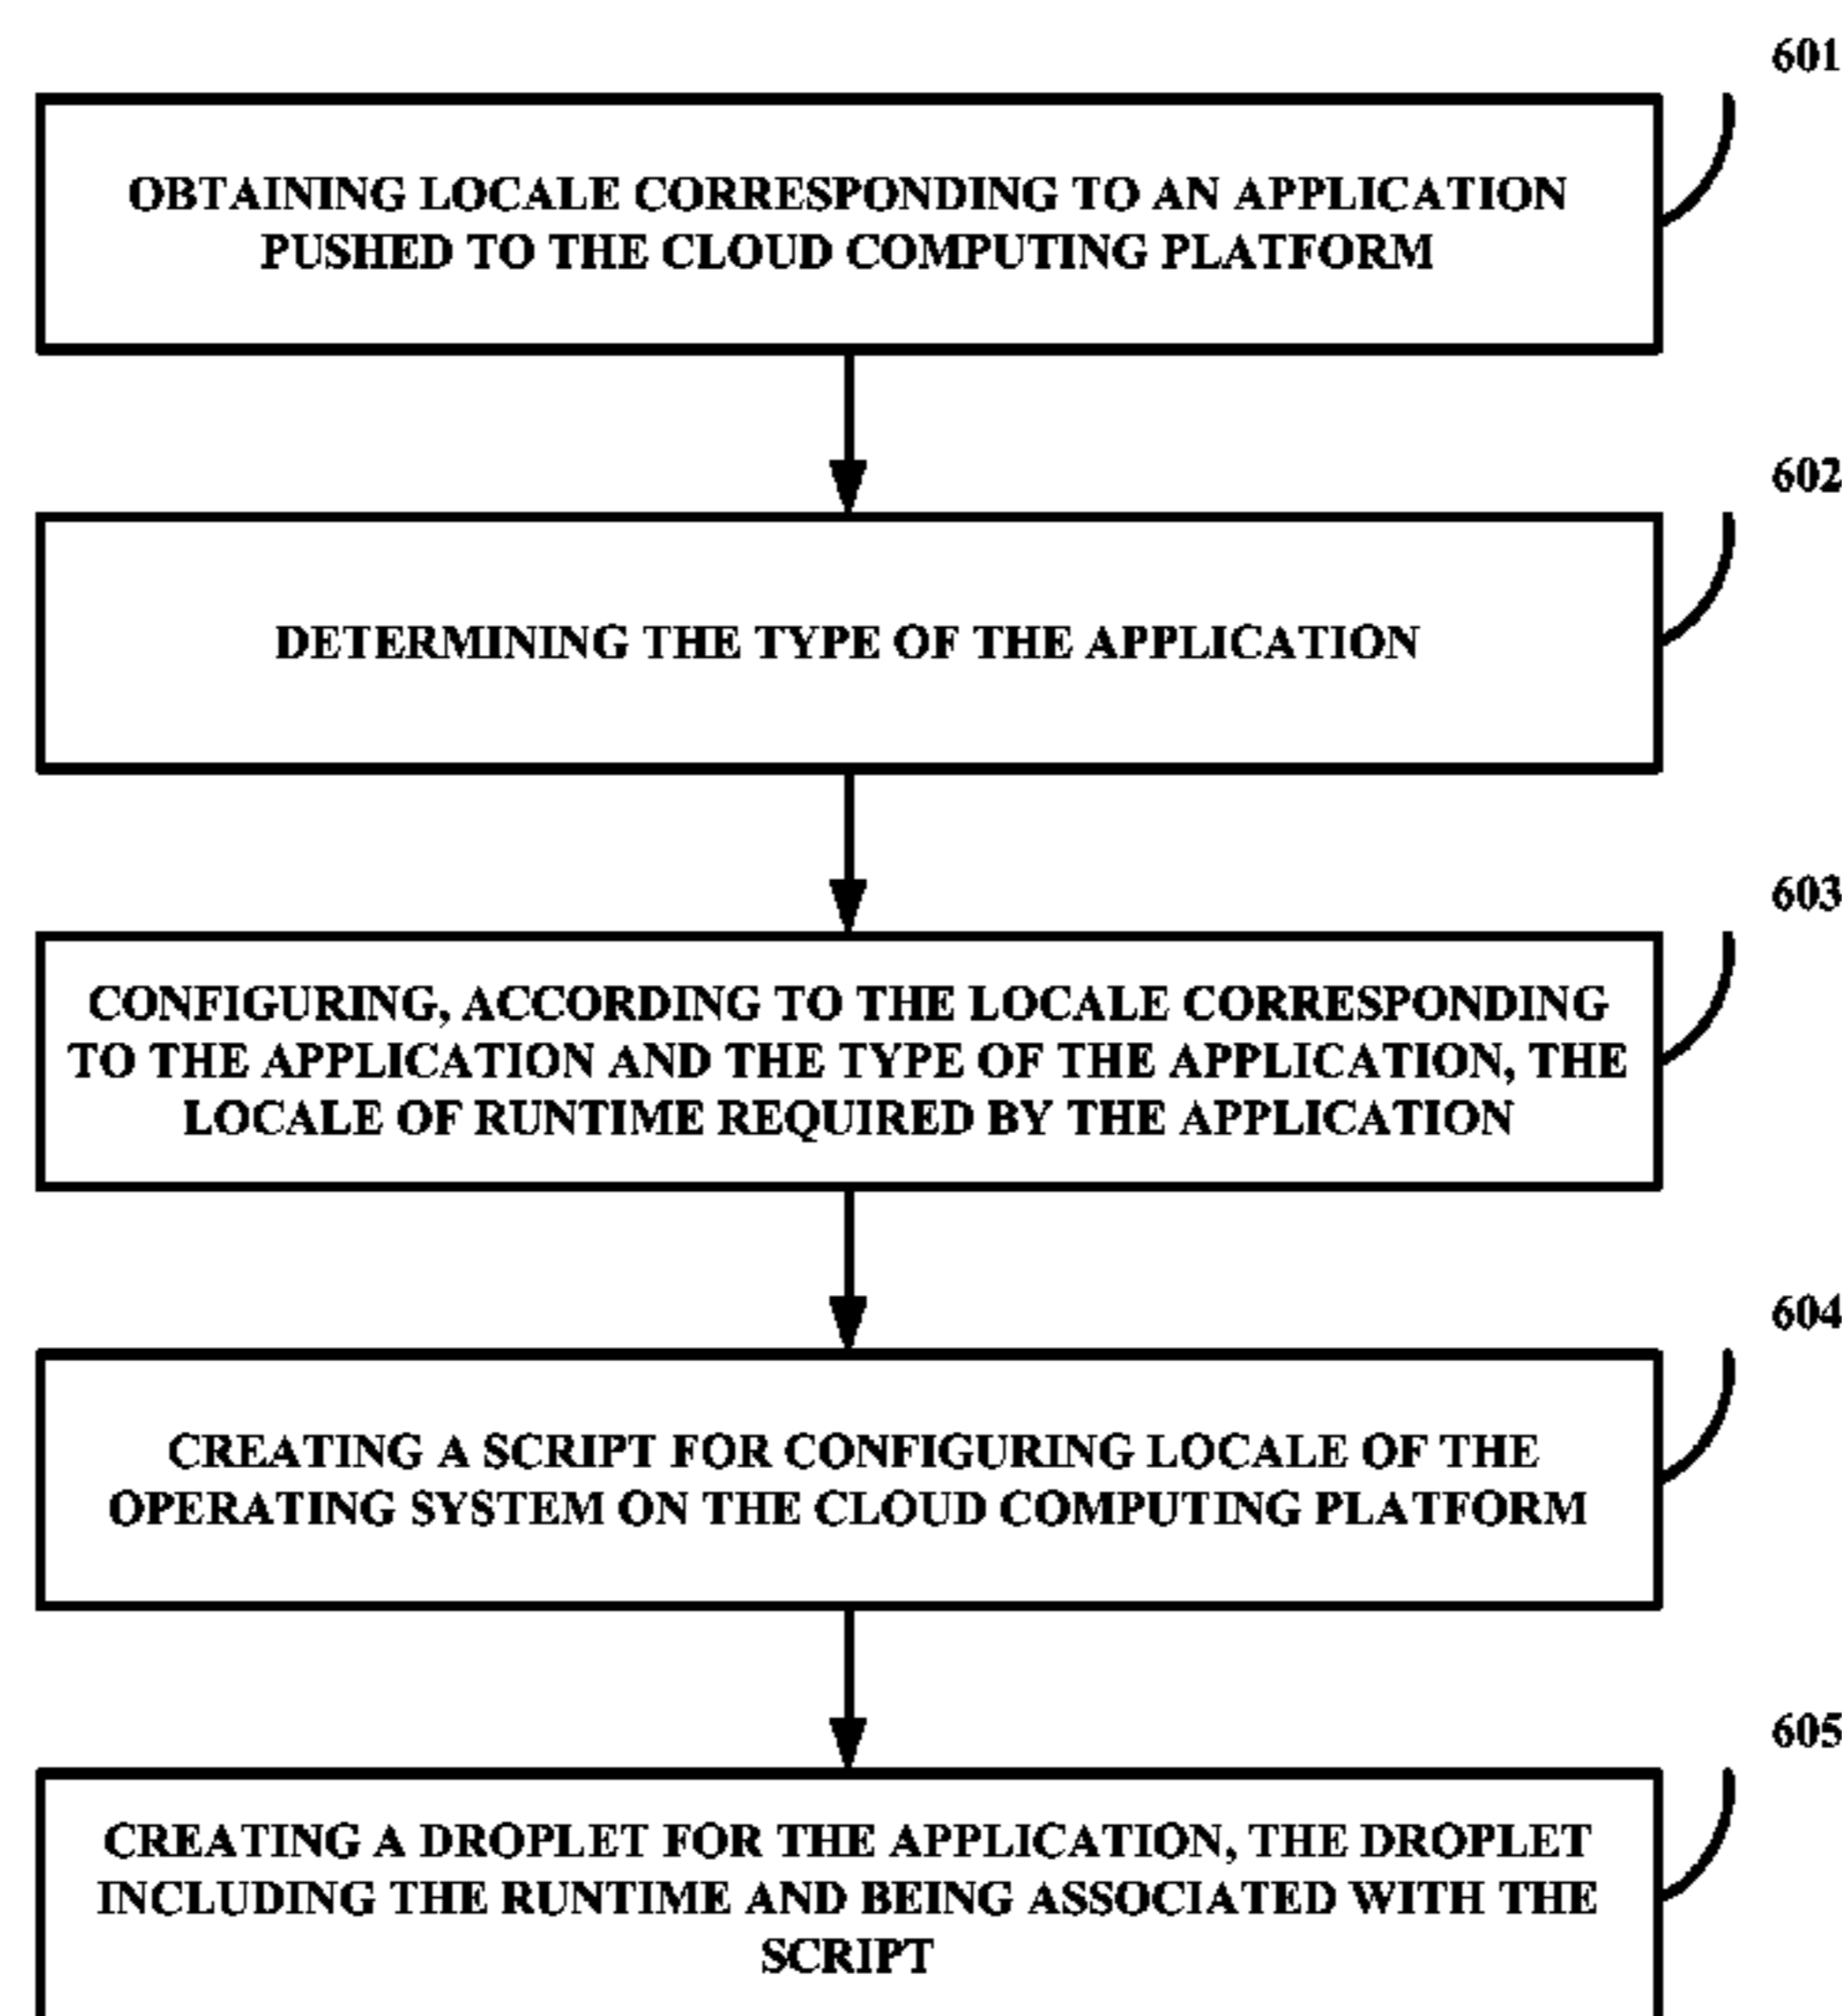 601
OBTAINING LOCALE CORRESPONDING TO AN APPLICATION
PUSHED TO THE CLOUD COMPUTING PLATFORM
602
DETERMINING THE TYPE OF THE APPLICATION
603
CONFIGURING, ACCORDING TO THE LOCALE CORRESPONDING
TO THE APPLICATION AND THE TYPE OF THE APPLICATION, THE
LOCALE OF RUNTIME REQUIRED BY THE APPLICATION
604
CREATING A SCRIPT FOR CONFIGURING LOCALE OF THE
OPERATING SYSTEM ON THE CLOUD COMPUTING PLATFORM
605
CREATING A DROPLET FOR THE APPLICATION, THE DROPLET
INCLUDING THE RUNTIME AND BEING ASSOCIATED WITH THE
SCRIPT